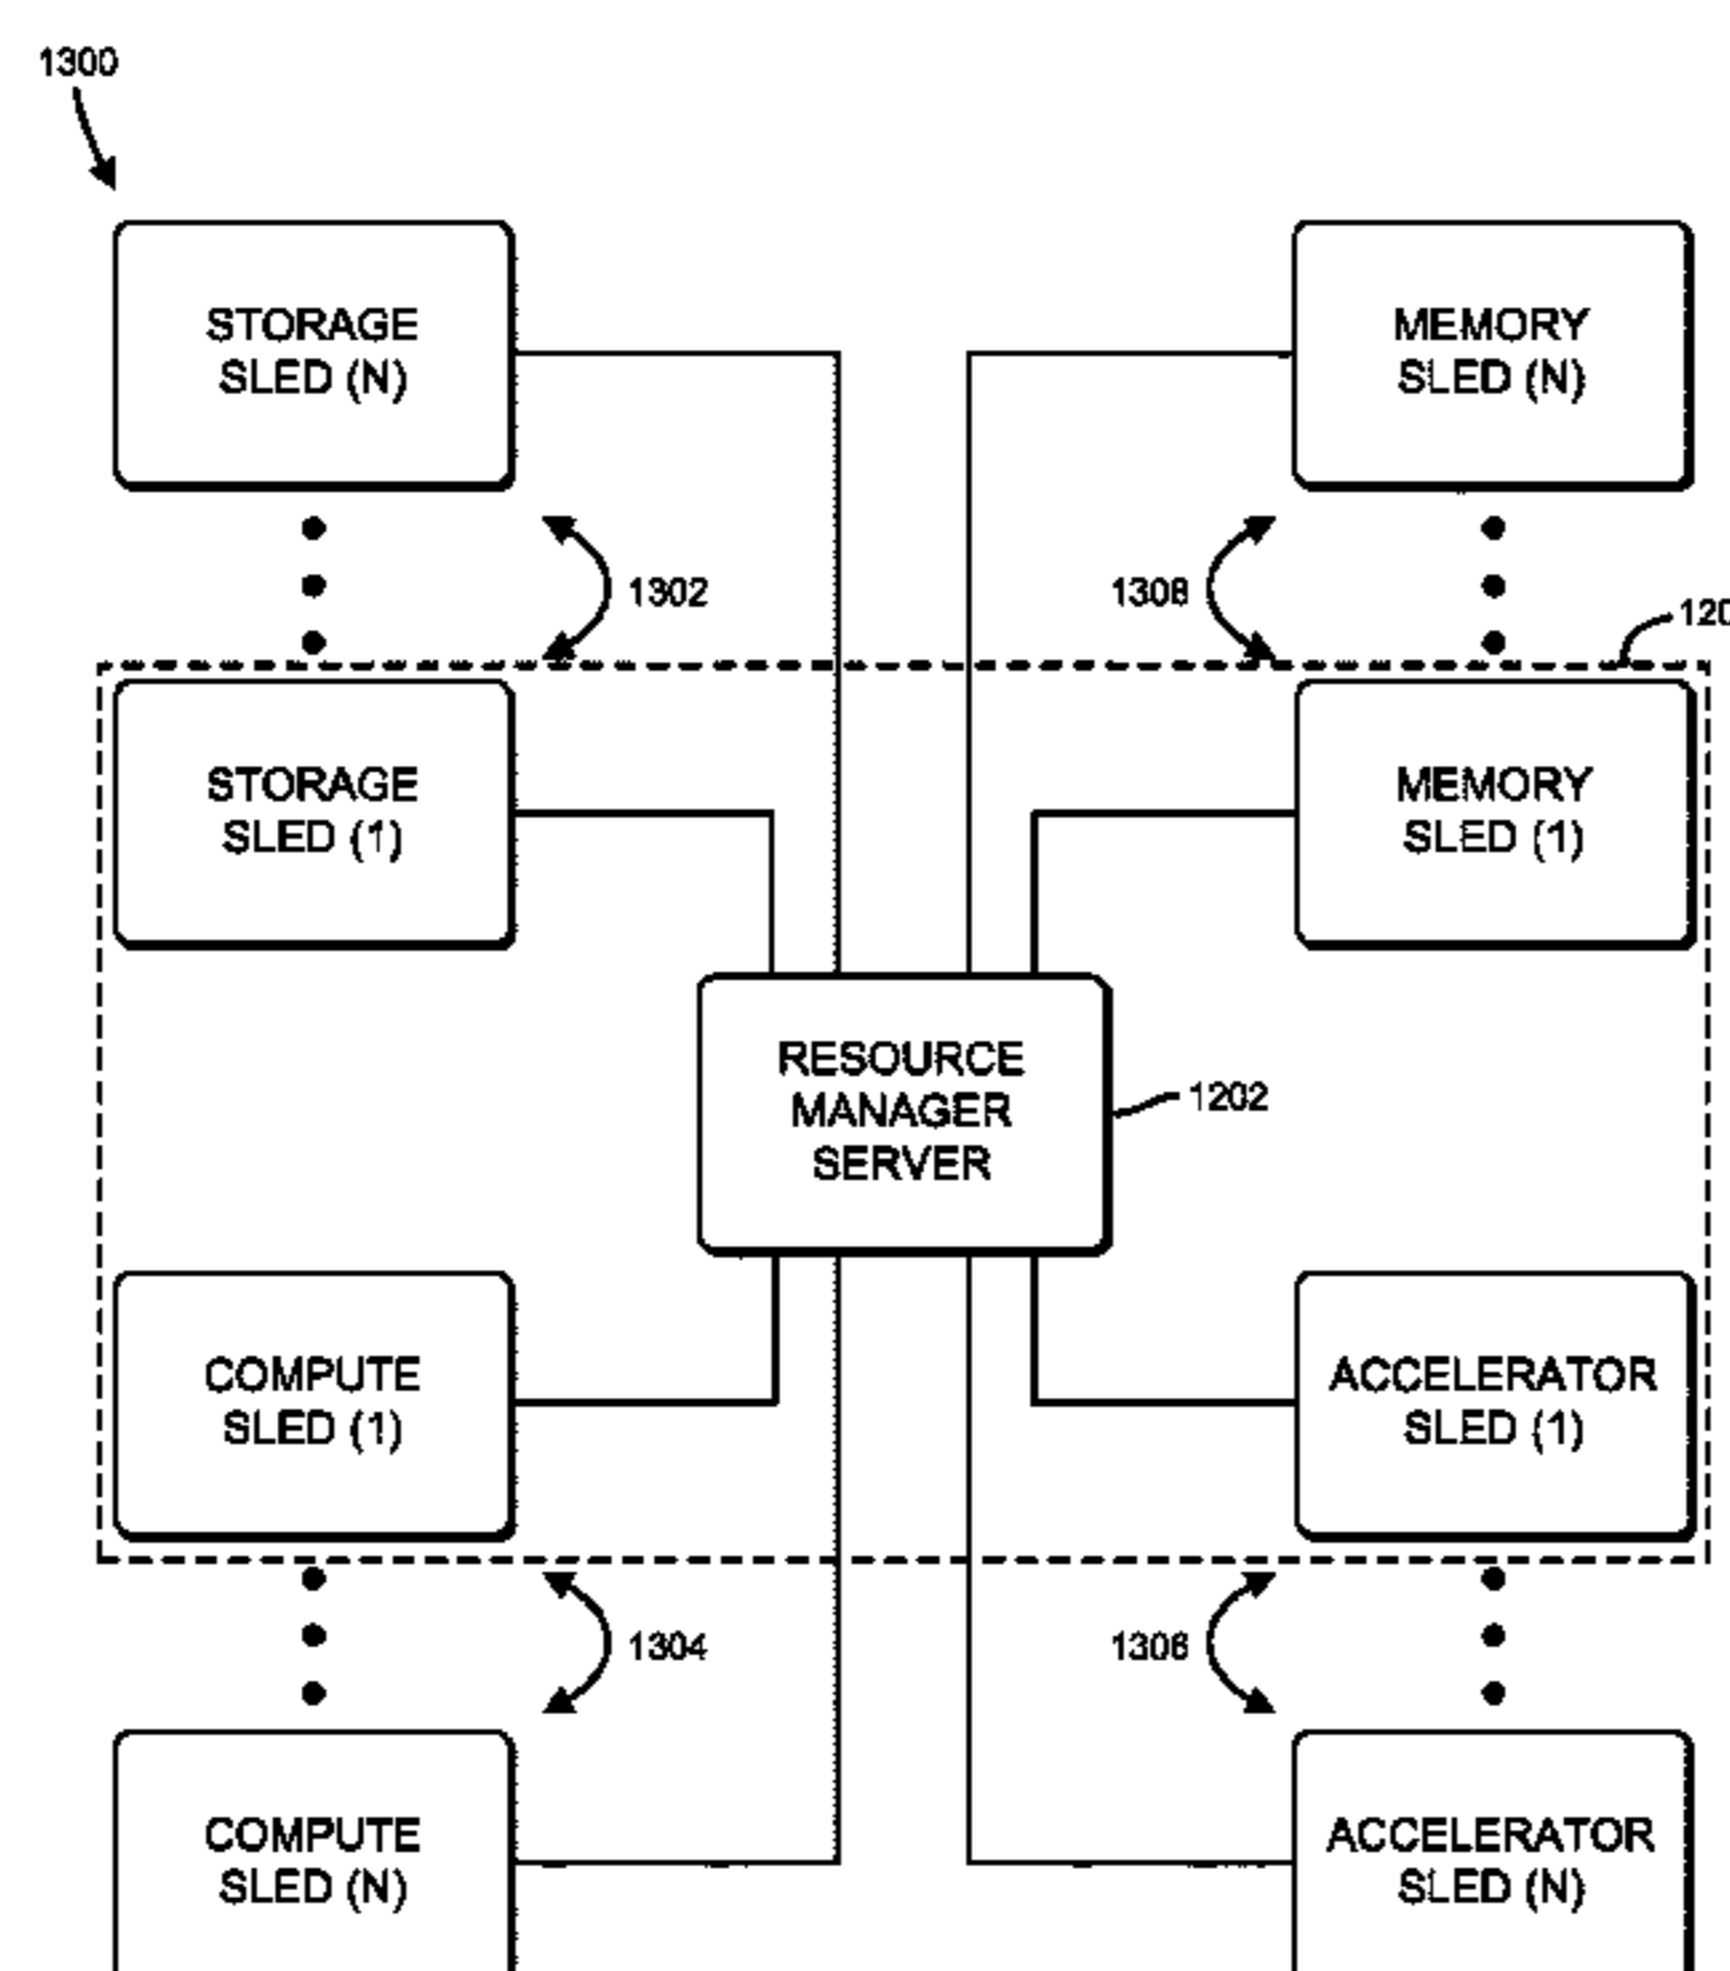 1300
STORAGE
SLED (N)
MEMORY
SLED (N)
1302
1308
STORAGE
SLED (1)
MEMORY
SLED (1)
RESOURCE
MANAGER
SERVER
1202
COMPUTE
SLED (1)
ACCELERATOR
SLED (1)
1304
1306
COMPUTE
SLED (N)
ACCELERATOR
SLED (N)